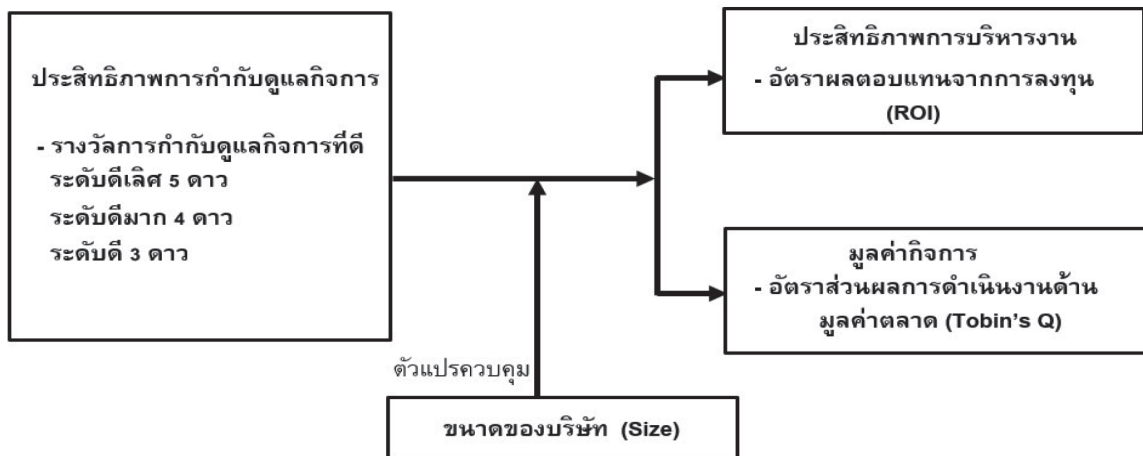 ประสิทธิภาพการกำกับดูแลกิจการ
- รางวัลการกำกับดูแลกิจการที่ดี
ระดับดีเลิศ 5 ดาว
ระดับดีมาก 4 ดาว
ระดับดี 3 ดาว
ประสิทธิภาพการบริหารงาน
- อัตราผลตอบแทนจากการลงทุน
(ROI)
มูลค่ากิจการ
- อัตราส่วนผลการดำเนินงานด้าน
มูลค่าตลาด (Tobin's Q)
ตัวแปรควบคุม
ขนาดของบริษัท (Size)